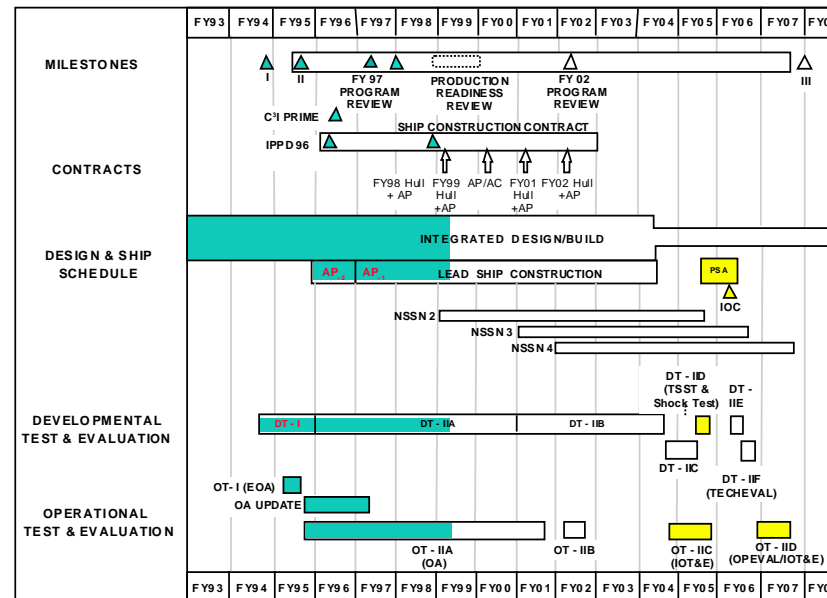 FY93 FY94 FY95 FY96 FY97 FY98 FY99 FY00 FY01 FY02 FY03 FY04 FY05 FY06 FY07
MILESTONES
I
II
FY 97
PROGRAM
REVIEW
PRODUCTION
READINESS
REVIEW
FY 02
PROGRAM
REVIEW
III
C³I PRIME
SHIP CONSTRUCTION CONTRACT
IPPD96
CONTRACTS
FY98 Hull
+ AP
FY99
Hull
+AP
AP/AC
FY01
Hull
+AP
FY02 Hull
+AP
DESIGN & SHIP
SCHEDULE
INTEGRATED DESIGN/BUILD
AP-2
AP-1
LEAD SHIP CONSTRUCTION
PSA
IOC
NSSN 2
NSSN 3
NSSN 4
DEVELOPMENTAL
TEST & EVALUATION
DT - I
DT - IIA
DT - IIB
DT - IID
(TSST &
Shock Test)
DT -
IIE
DT - IIC
DT - IIF
(TECHEVAL)
OPERATIONAL
TEST & EVALUATION
OT- I (EOA)
OA UPDATE
OT - IIA
(OA)
OT - IIB
OT - IIC
(IOT&E)
OT - IID
(OPEVAL/IOT&E)
FY93 FY94 FY95 FY96 FY97 FY98 FY99 FY00 FY01 FY02 FY03 FY04 FY05 FY06 FY07